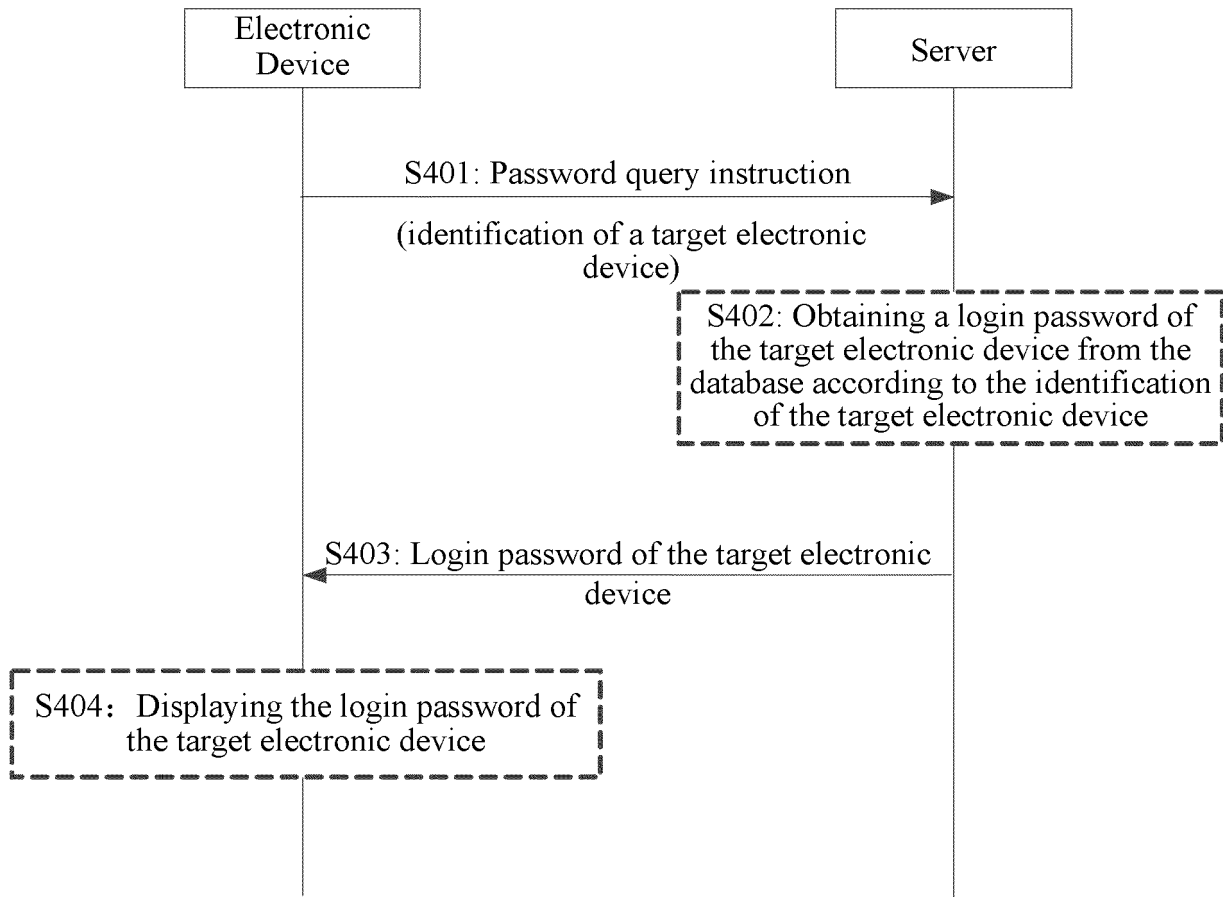 Electronic
Device
Server
S401: Password query instruction
(identification of a target electronic
device)
S402: Obtaining a login password of
the target electronic device from the
database according to the identification
of the target electronic device
S403: Login password of the target electronic
device
S404：Displaying the login password of
the target electronic device